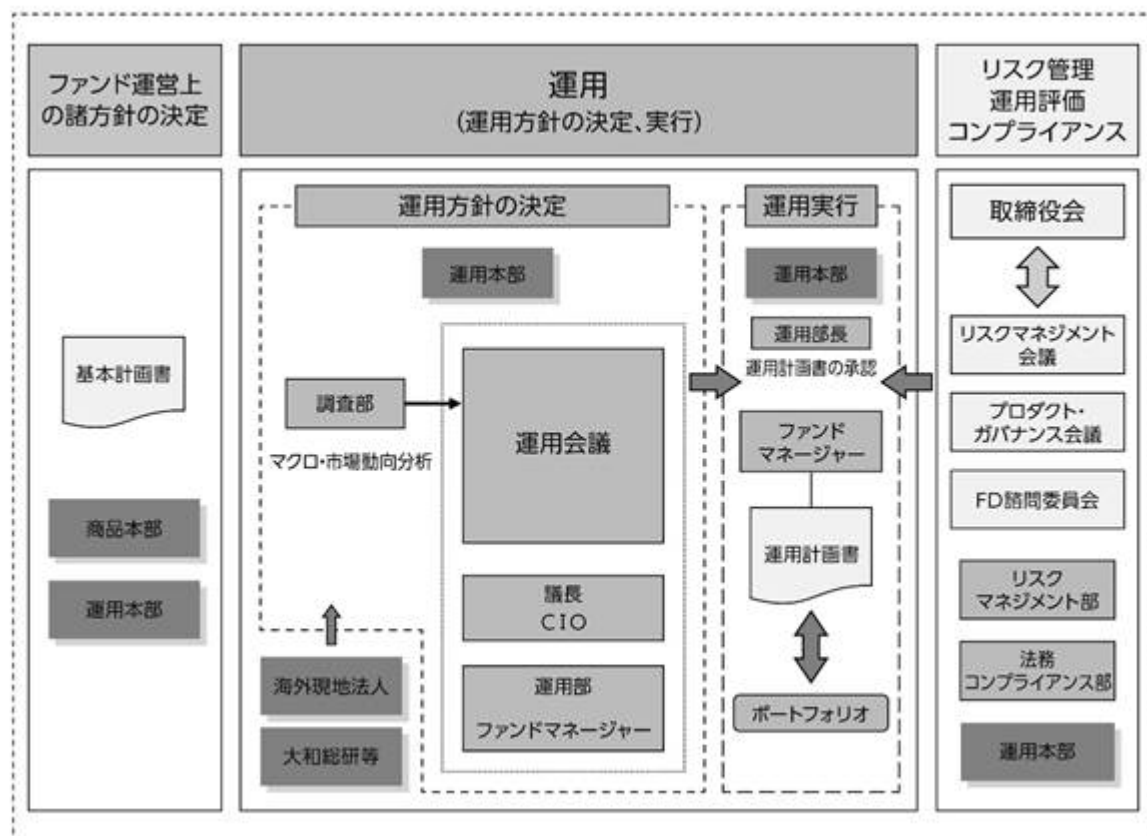 ファンド運営上
の諸方針の決定
運用
(運用方針の決定、実行)
リスク管理
運用評価
コンプライアンス
基本計画書
商品本部
運用本部
運用方針の決定
運用本部
調査部
マクロ・市場動向分析
運用会議
議長
CIO
運用部
ファンドマネージャー
海外現地法人
大和総研等
運用実行
運用本部
運用部長
運用計画書の承認
ファンド
マネージャー
運用計画書
ポートフォリオ
取締役会
リスクマネジメント
会議
プロダクト・
ガバナンス会議
FD諮問委員会
リスク
マネジメント部
法務
コンプライアンス部
運用本部